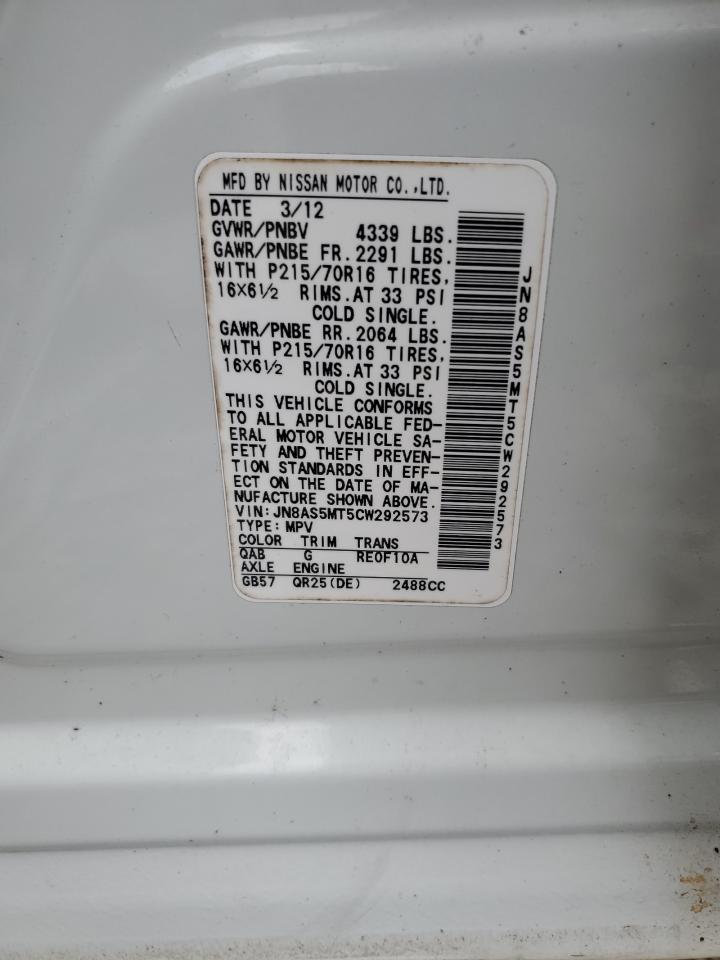 MFD BY NISSAN MOTOR CO.,LTD.
DATE 3/12
GVWR/PNBV 4339 LBS.
GAWR/PNBE FR. 2291 LBS.
WITH P215/70R16 TIRES,
16X6½ RIMS. AT 33 PSI
COLD SINGLE.
GAWR/PNBE RR. 2064 LBS.
WITH P215/70R16 TIRES,
16X6½ RIMS. AT 33 PSI
COLD SINGLE.
THIS VEHICLE CONFORMS
TO ALL APPLICABLE FED-
ERAL MOTOR VEHICLE SA-
FETY AND THEFT PREVEN-
TION STANDARDS IN EFF-
ECT ON THE DATE OF MA-
NUFACTURE SHOWN ABOVE.
VIN: JN8AS5MT5CW292573
TYPE: MPV
COLOR TRIM TRANS
QAB G RE0F10A
AXLE ENGINE
GB57 QR25(DE) 2488CC
JN8AS5MT5CW292573